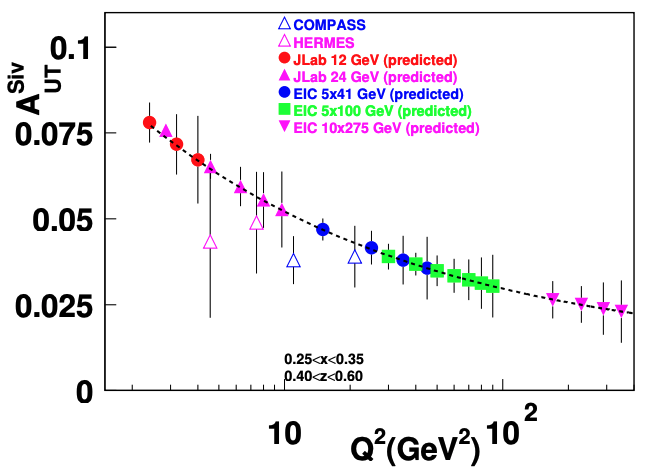 COMPASS
HERMES
JLab 12 GeV (predicted)
JLab 24 GeV (predicted)
EIC 5x41 GeV (predicted)
EIC 5x100 GeV (predicted)
EIC 10x275 GeV (predicted)
A_UT^Siv
0.1
0.075
0.05
0.025
0
0.25<x<0.35
0.40<z<0.60
10
10²
Q²(GeV²)